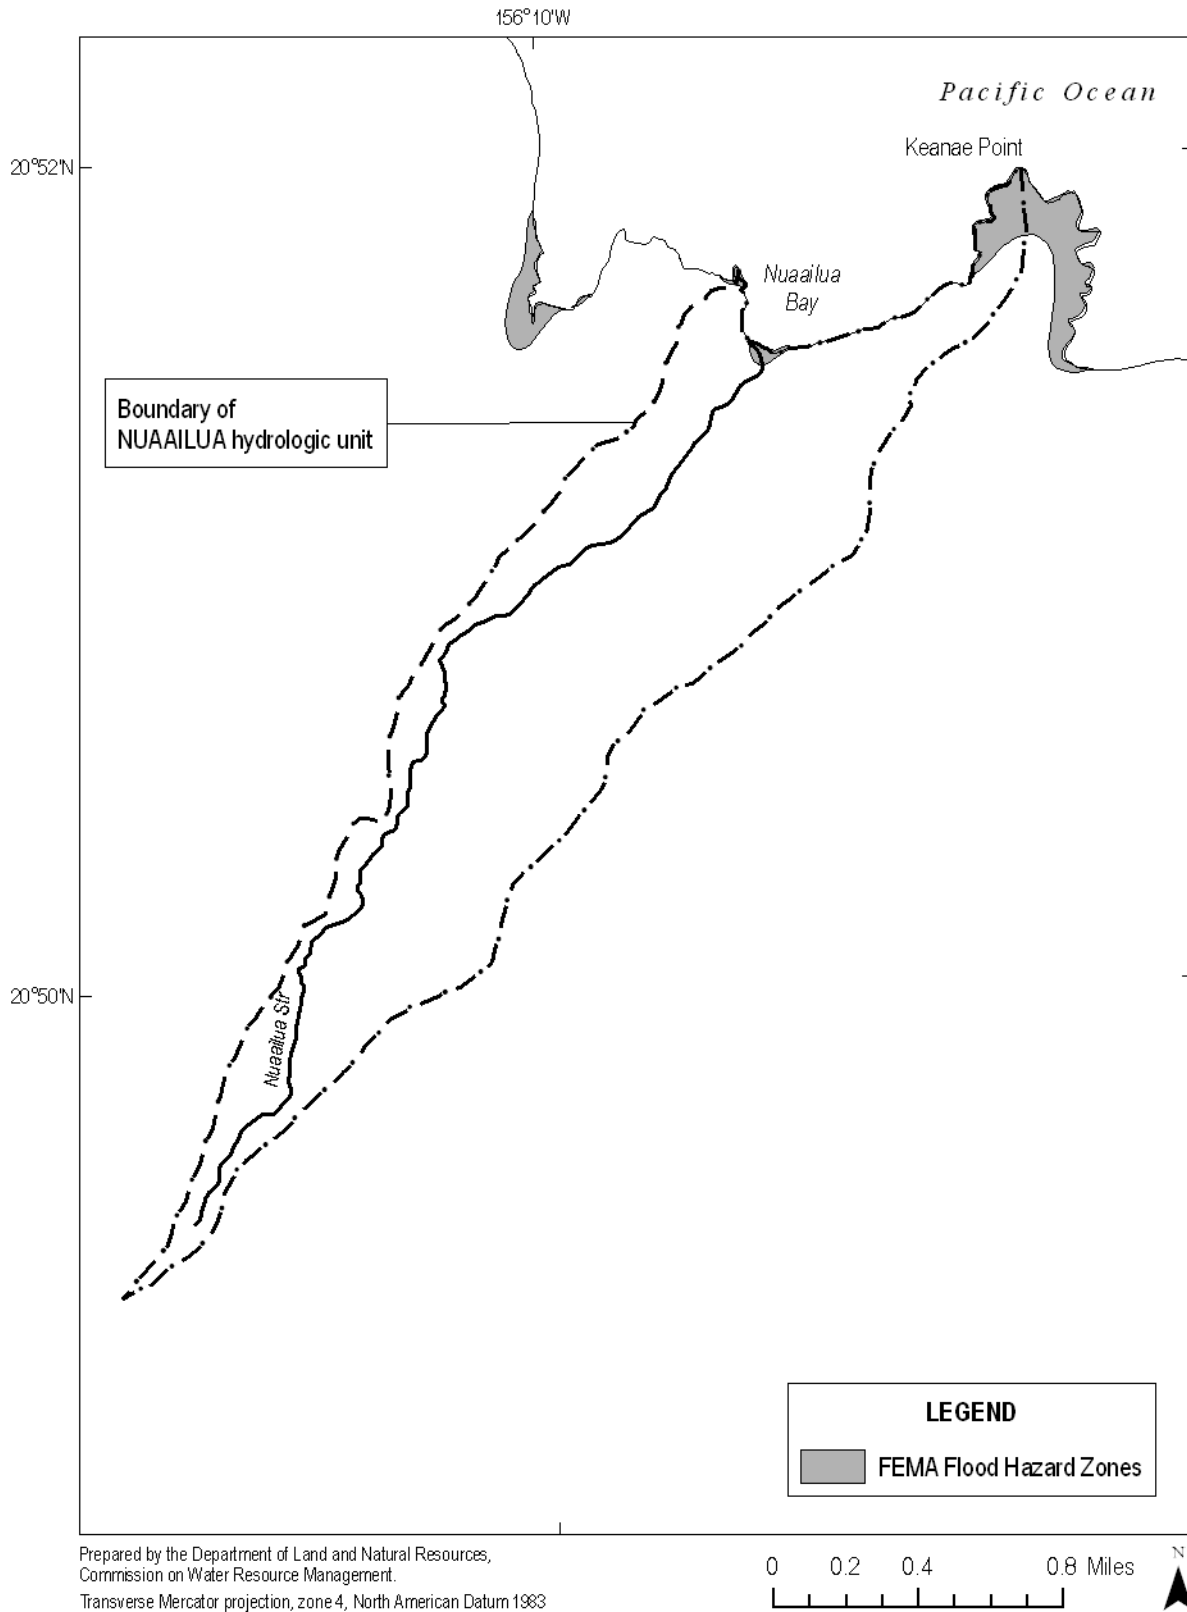 156°10'W
Pacific Ocean
Keanae Point
20°52'N
Nuaailua
Bay
Boundary of
NUAAILUA hydrologic unit
20°50'N
Nuaailua Str
LEGEND
FEMA Flood Hazard Zones
Prepared by the Department of Land and Natural Resources,
Commission on Water Resource Management.
Transverse Mercator projection, zone 4, North American Datum 1983
0 0.2 0.4 0.8 Miles
N